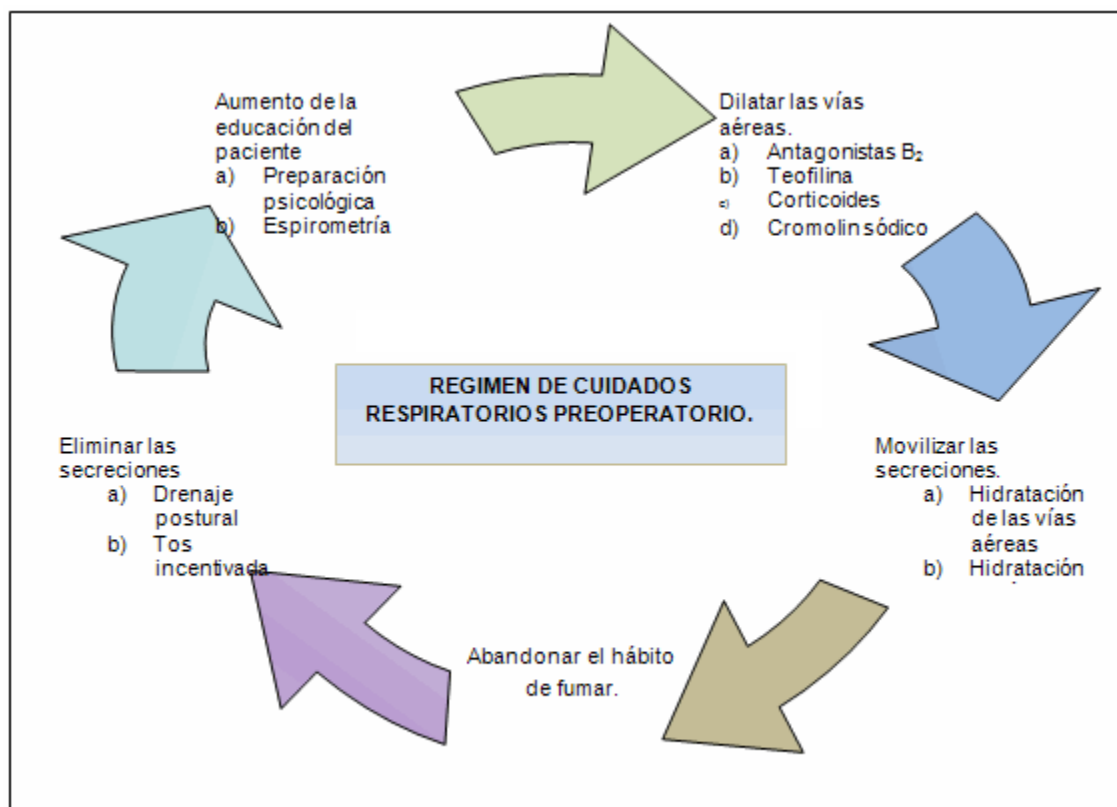 REGIMEN DE CUIDADOS
RESPIRATORIOS PREOPERATORIO.
Aumento de la
educación del
paciente
a) Preparación
psicológica
b) Espirometría
Dilatar las vías
aéreas.
a) Antagonistas B₂
b) Teofilina
c) Corticoides
d) Cromolin sódico
Movilizar las
secreciones.
a) Hidratación
de las vías
aéreas
b) Hidratación
Abandonar el hábito
de fumar.
Eliminar las
secreciones
a) Drenaje
postural
b) Tos
incentivada